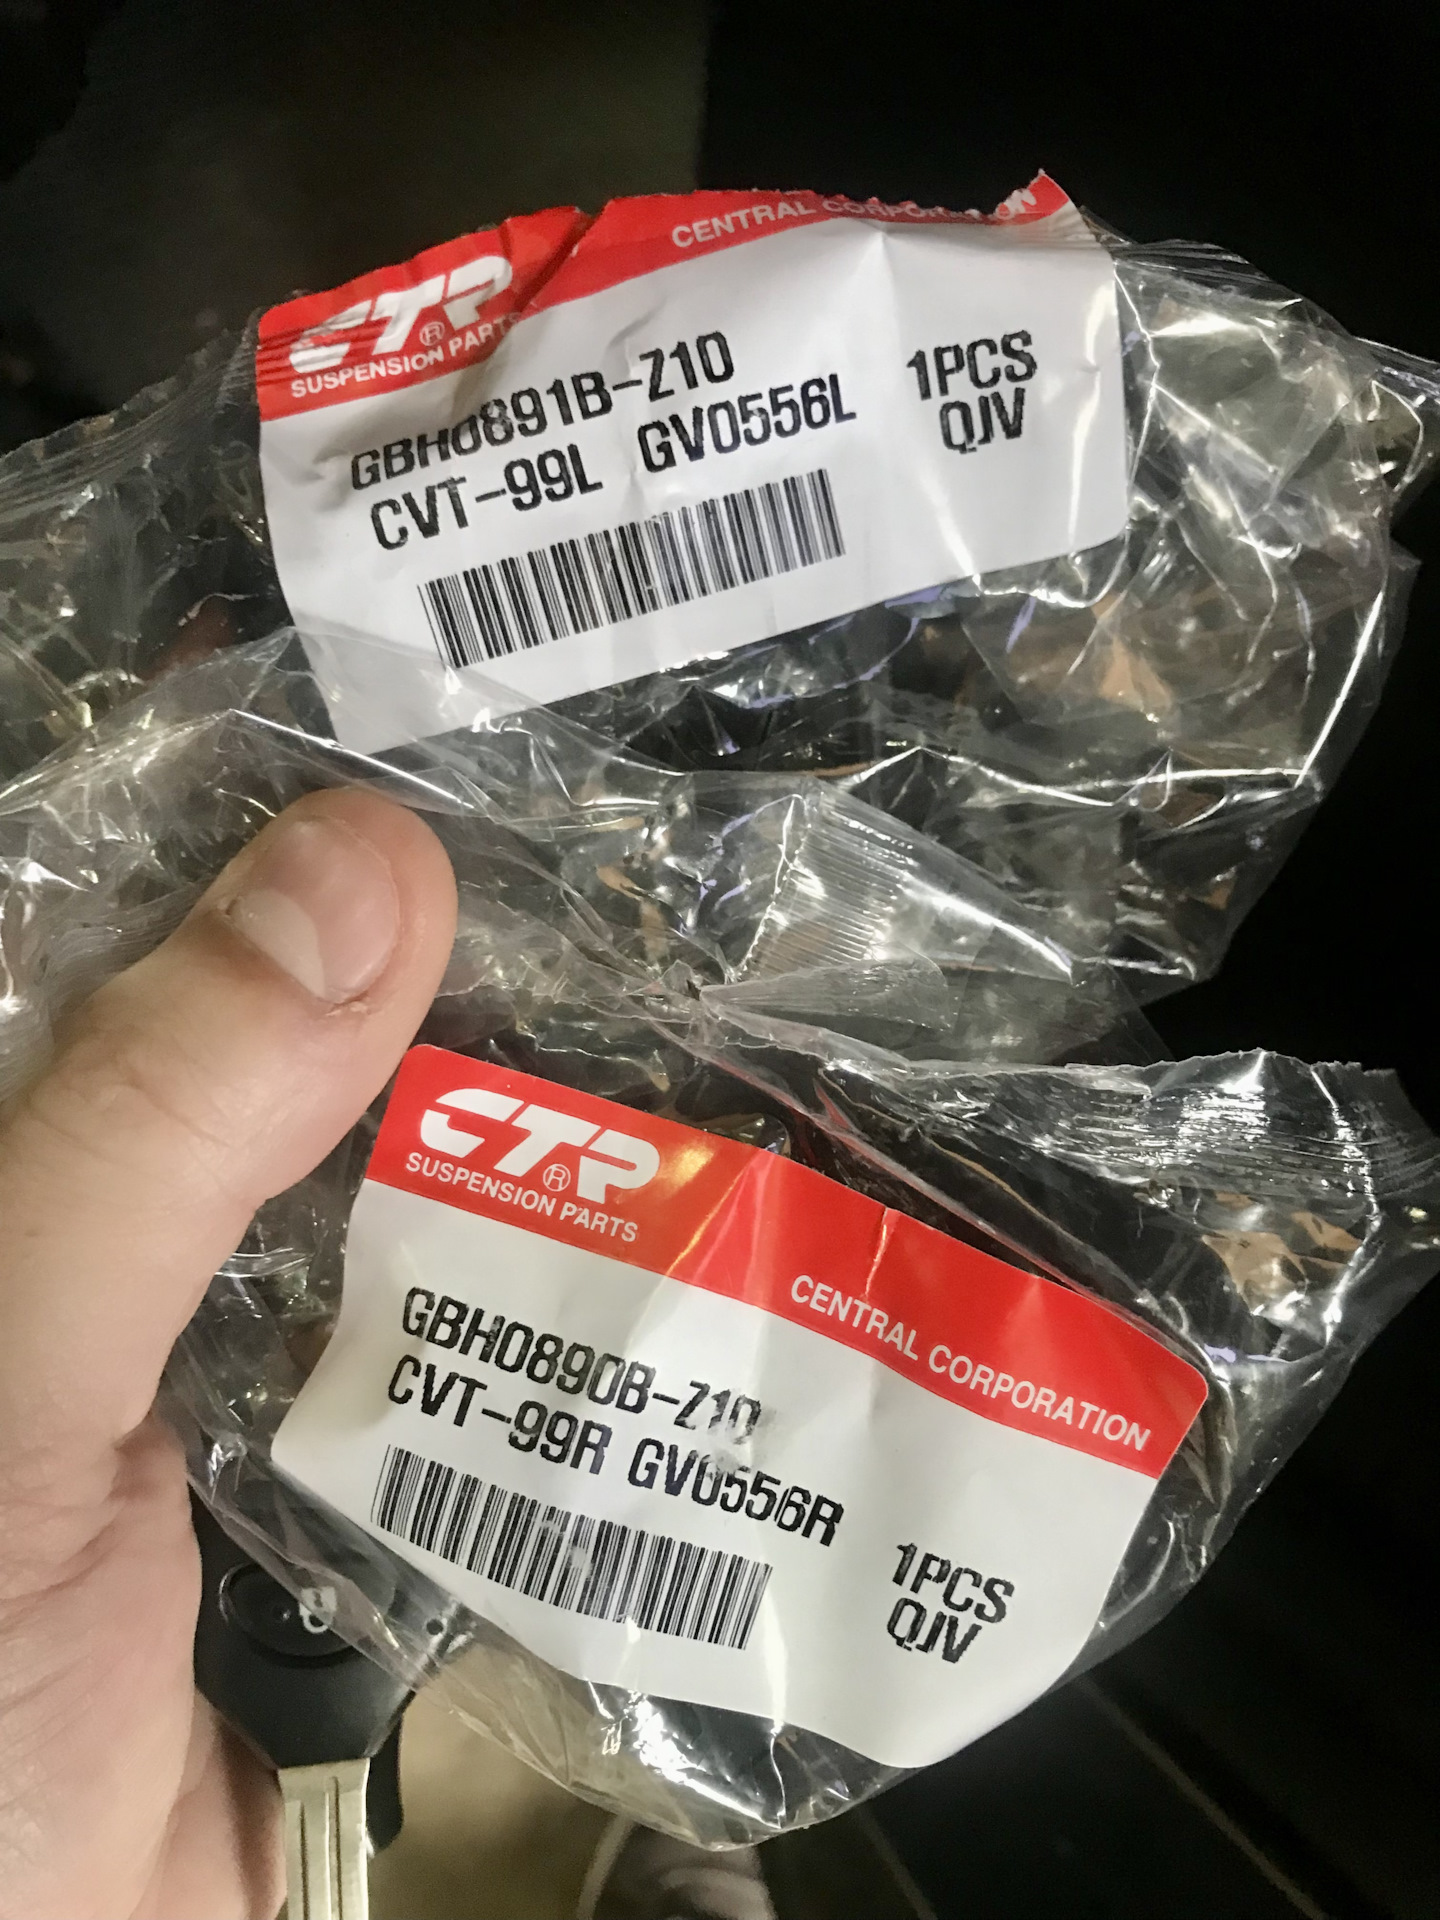 CTR
®
SUSPENSION PARTS
CENTRAL CORPORATION
GBH0891B-Z10
CVT-99L GV0556L
1PCS
QJV
CTR
®
SUSPENSION PARTS
CENTRAL CORPORATION
GBH0890B-Z10
CVT-99R GV0556R
1PCS
QJV